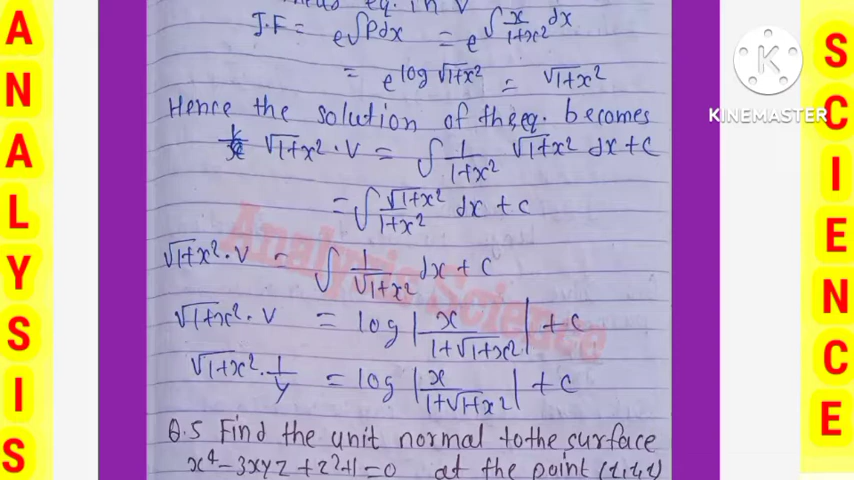 eq. in V
I.F = e∫Pdx = e∫ x/1+x² dx
= e log √1+x² = √1+x²
Hence the solution of the eq. becomes
√1+x² · V = ∫ 1/1+x² √1+x² dx + c
= ∫ √1+x²/1+x² dx + c
√1+x² · V = ∫ 1/√1+x² dx + c
√1+x² · V = log | x/1+√1+x² | + c
√1+x² · 1/y = log | x/1+√1+x² | + c
Q.5 Find the unit normal to the surface
x⁴ - 3xyz + z² + 1 = 0 at the point (1,1,1)
ANALYSIS
SCIENCE
KINEMASTER
Analysis Science